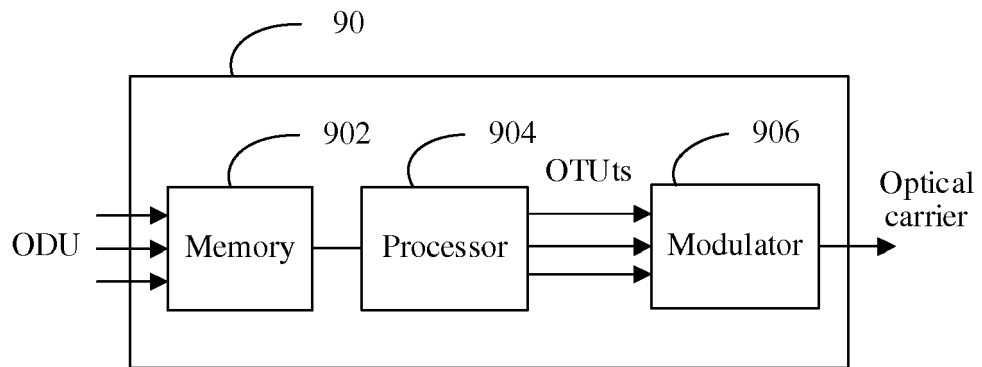 90
902
904
906
OTUts
Optical
carrier
ODU
Memory
Processor
Modulator